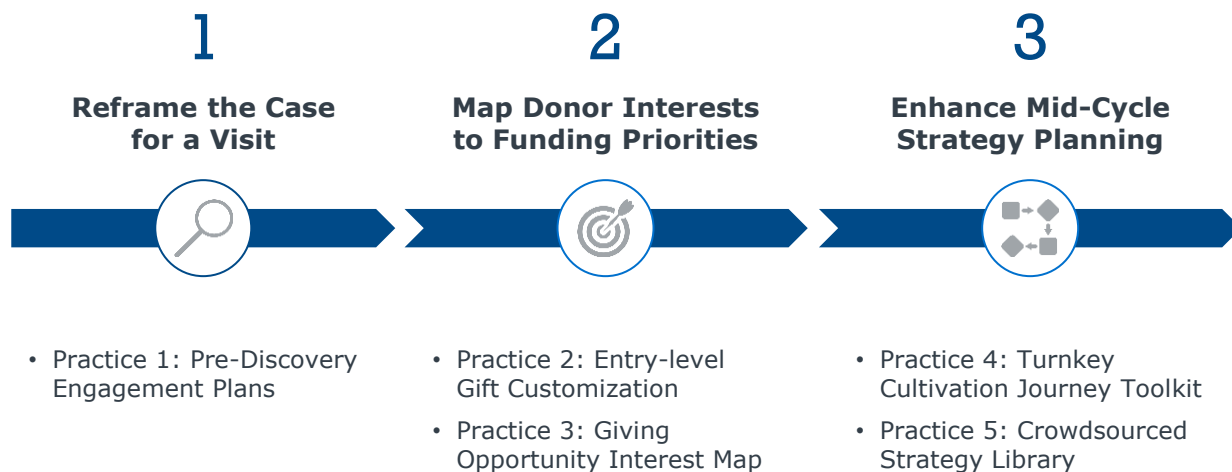 1
Reframe the Case
for a Visit
• Practice 1: Pre-Discovery
Engagement Plans
2
Map Donor Interests
to Funding Priorities
• Practice 2: Entry-level
Gift Customization
• Practice 3: Giving
Opportunity Interest Map
3
Enhance Mid-Cycle
Strategy Planning
• Practice 4: Turnkey
Cultivation Journey Toolkit
• Practice 5: Crowdsourced
Strategy Library